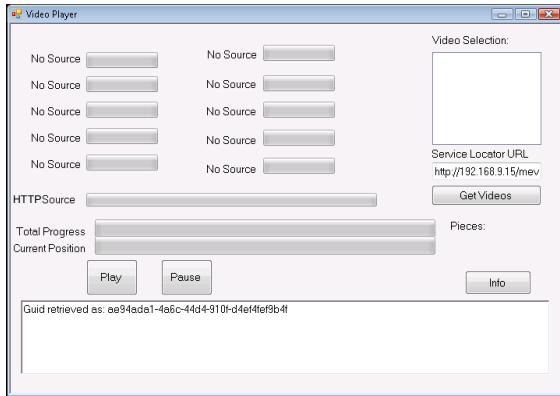 Video Player
Video Selection:
No Source No Source
No Source No Source
No Source No Source
No Source No Source
No Source No Source
Service Locator URL
http://192.168.9.15/mev
HTTPSource
Get Videos
Total Progress
Pieces:
Current Position
Play Pause
Info
Guid retrieved as: ae94ada1-4a6c-44d4-910f-d4ef4fef9b4f